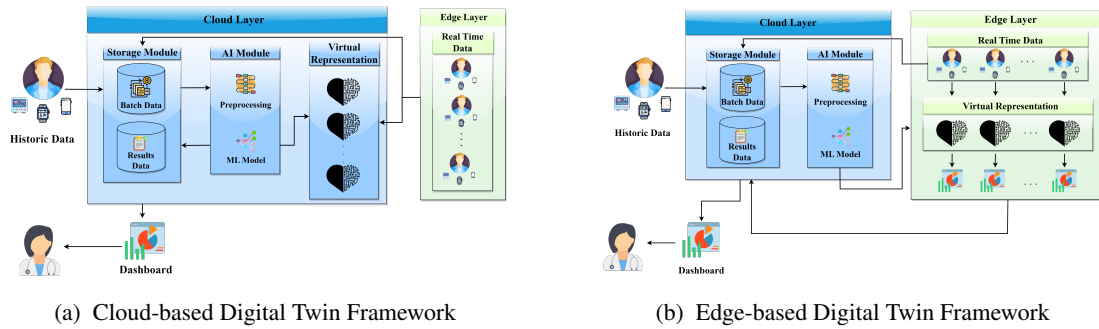 Cloud Layer
Storage Module
AI Module
Virtual
Representation
Batch Data
Preprocessing
Results
Data
ML Model
Historic Data
Edge Layer
Real Time
Data
Dashboard
(a) Cloud-based Digital Twin Framework
Cloud Layer
Storage Module
AI Module
Batch Data
Preprocessing
Results
Data
ML Model
Historic Data
Edge Layer
Real Time Data
Virtual Representation
Dashboard
(b) Edge-based Digital Twin Framework